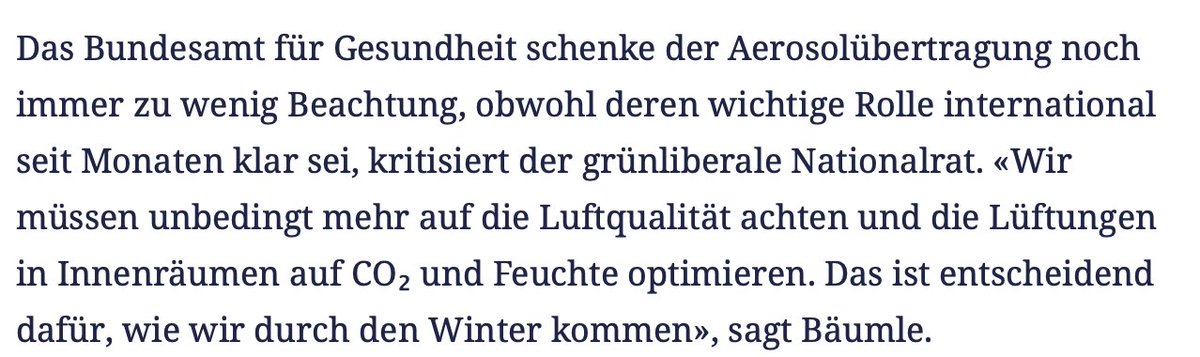 Das Bundesamt für Gesundheit schenke der Aerosolübertragung noch
immer zu wenig Beachtung, obwohl deren wichtige Rolle international
seit Monaten klar sei, kritisiert der grünliberale Nationalrat. «Wir
müssen unbedingt mehr auf die Luftqualität achten und die Lüftungen
in Innenräumen auf CO₂ und Feuchte optimieren. Das ist entscheidend
dafür, wie wir durch den Winter kommen», sagt Bäumle.